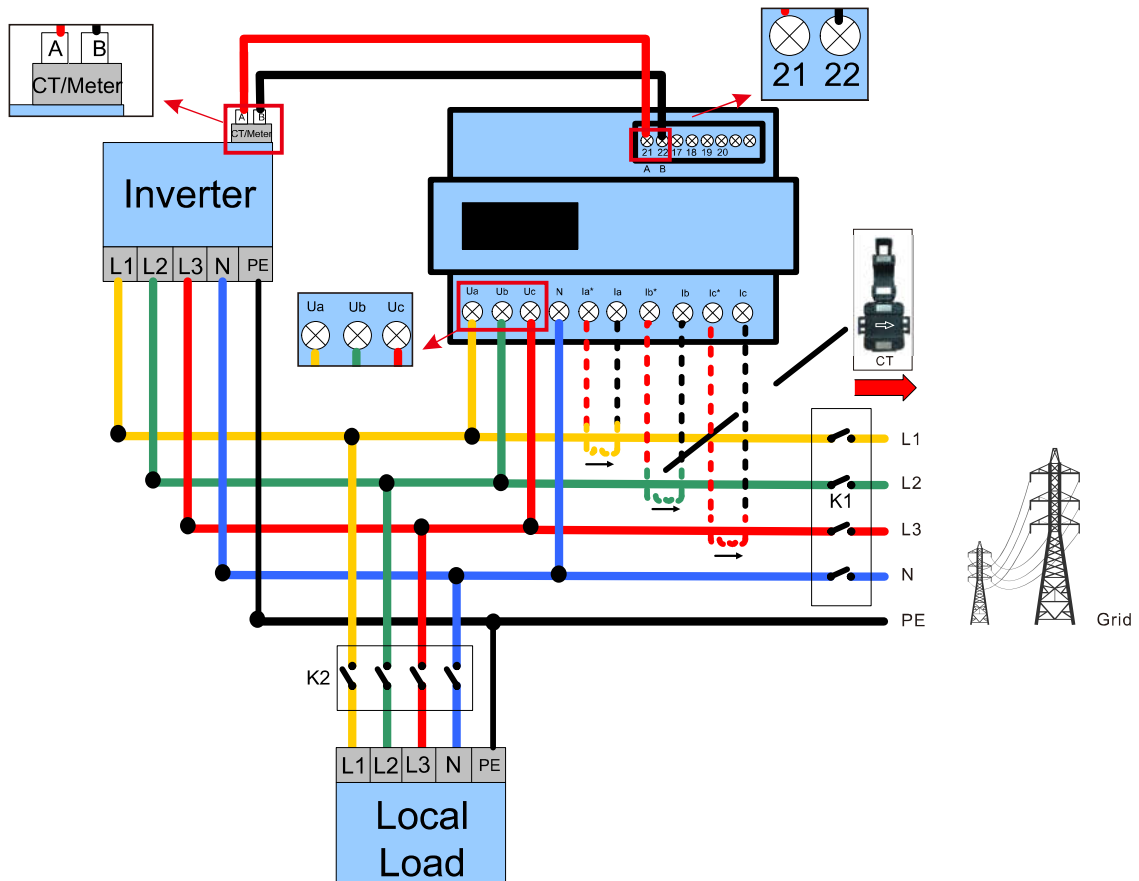 A B
CT/Meter
21 22
A B
CT/Meter
21 22 17 18 19 20
A B
Inverter
L1 L2 L3 N PE
Ua Ub Uc N Ia* Ia Ib* Ib Ic* Ic
Ua Ub Uc
CT
L1
L2
K1
L3
N
PE
Grid
K2
L1 L2 L3 N PE
Local
Load